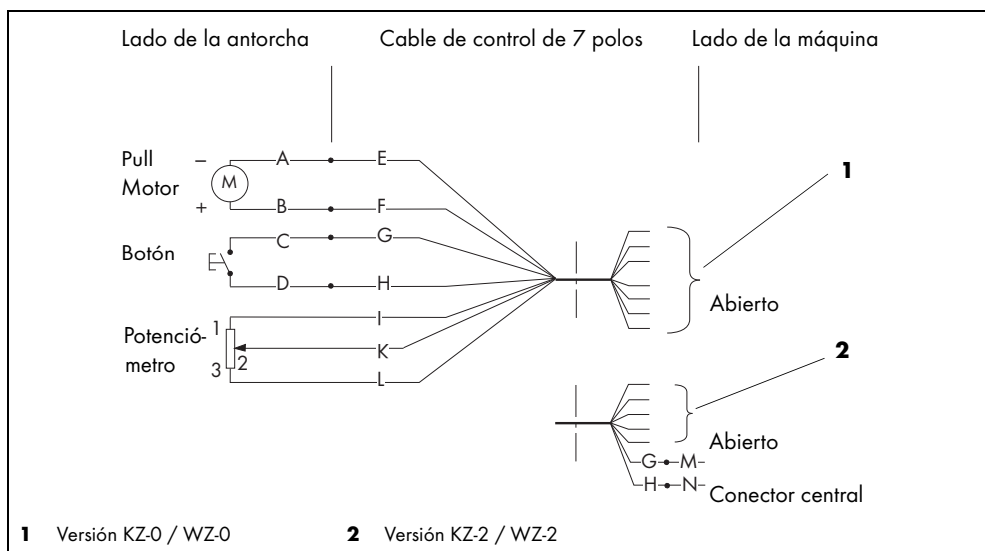 Lado de la antorcha Cable de control de 7 polos Lado de la máquina
Pull
Motor
– A E
M
+ B F
1
Botón
C G
D H
Abierto
Potenció-
metro
1 I
2 K
3 L
2
Abierto
G M
H N
Conector central
1 Versión KZ-0 / WZ-0 2 Versión KZ-2 / WZ-2